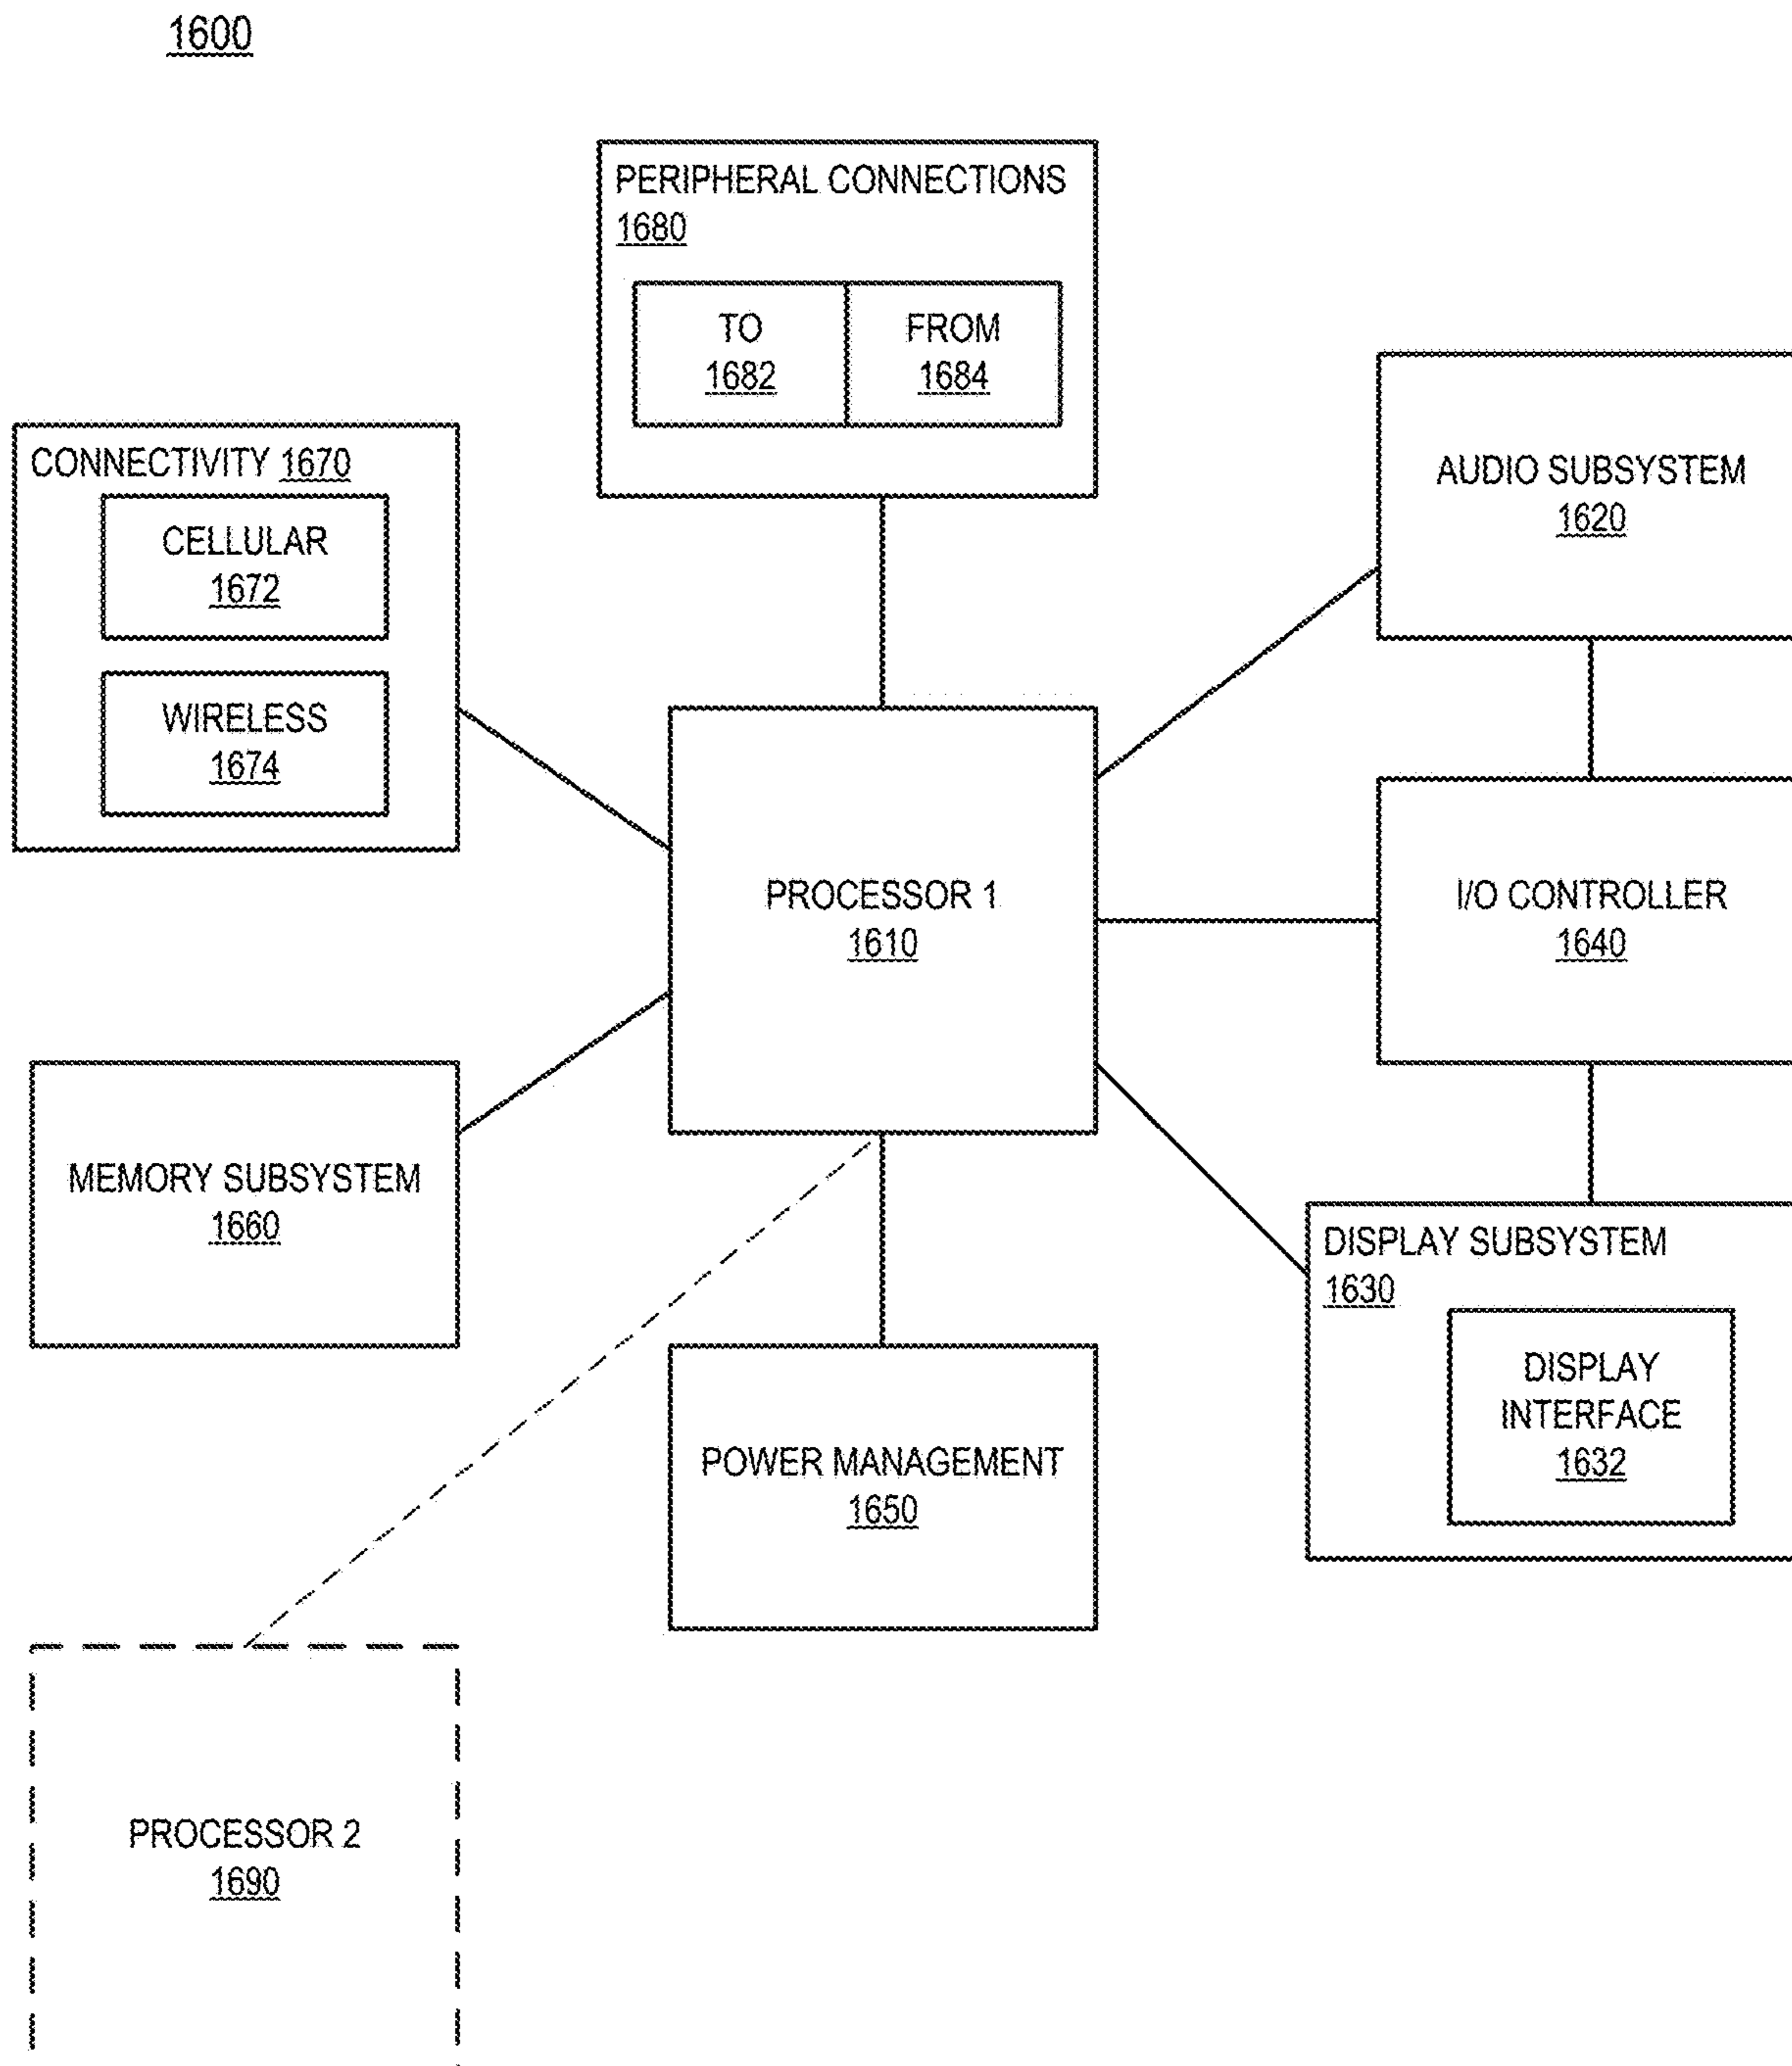 1600
PERIPHERAL CONNECTIONS
1680
TO
1682
FROM
1684
AUDIO SUBSYSTEM
1620
CONNECTIVITY 1670
CELLULAR
1672
WIRELESS
1674
PROCESSOR 1
1610
I/O CONTROLLER
1640
MEMORY SUBSYSTEM
1660
DISPLAY SUBSYSTEM
1630
DISPLAY
INTERFACE
1632
POWER MANAGEMENT
1650
PROCESSOR 2
1690